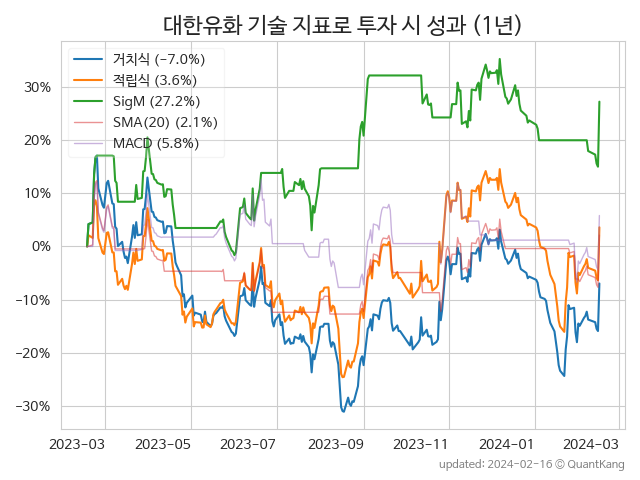 대한유화 기술 지표로 투자 시 성과 (1년)
거치식 (−7.0%)
적립식 (3.6%)
SigM (27.2%)
SMA(20) (2.1%)
MACD (5.8%)
30%
20%
10%
0%
−10%
−20%
−30%
2023-03 2023-05 2023-07 2023-09 2023-11 2024-01 2024-03
updated: 2024-02-16 © QuantKang